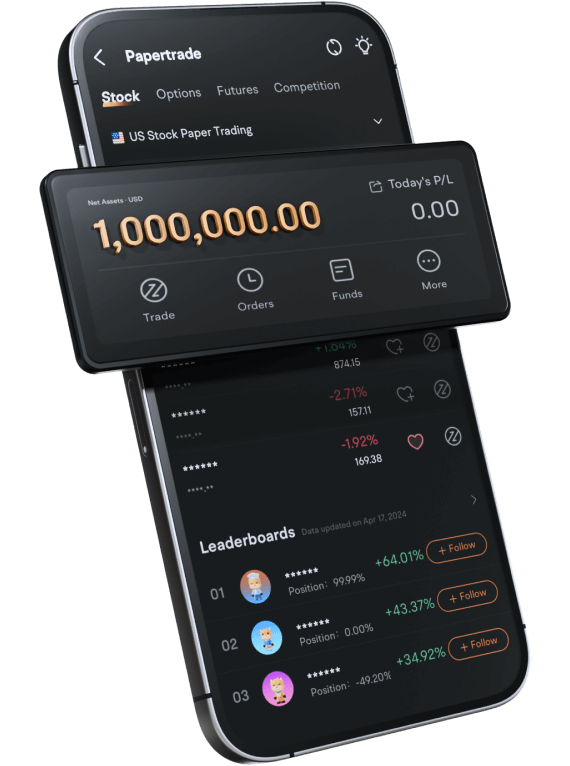 Papertrade
Stock Options Futures Competition
US Stock Paper Trading
Net Assets · USD
Today's P/L
1,000,000.00
0.00
Trade Orders Funds More
+1.64%
******
874.15
****.**
-2.71%
******
157.11
****.**
-1.92%
******
169.38
****.**
Leaderboards Data updated on Apr 17, 2024
01 ****** +64.01% + Follow
Position: 99.99%
02 ****** +43.37% + Follow
Position: 0.00%
03 ****** +34.92% + Follow
Position: -49.20%